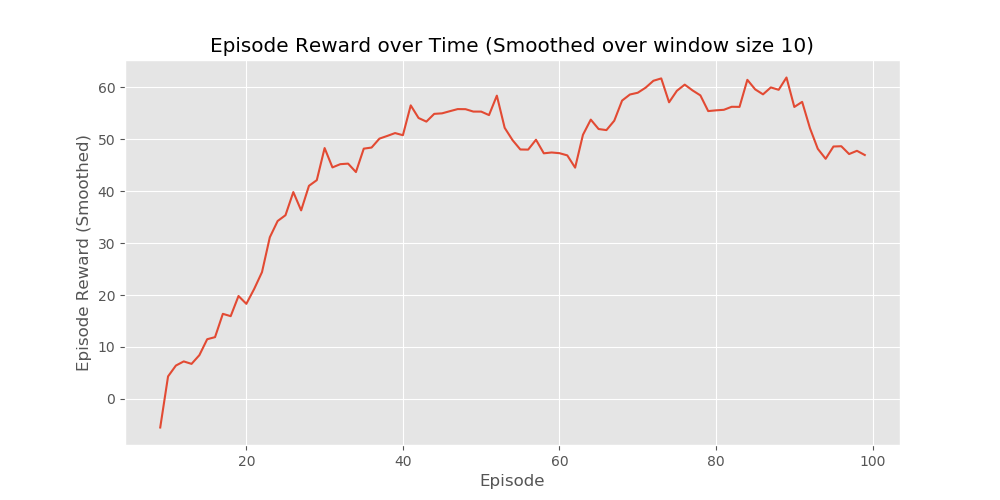 Episode Reward over Time (Smoothed over window size 10)
Episode Reward (Smoothed)
60
50
40
30
20
10
0
20 40 60 80 100
Episode